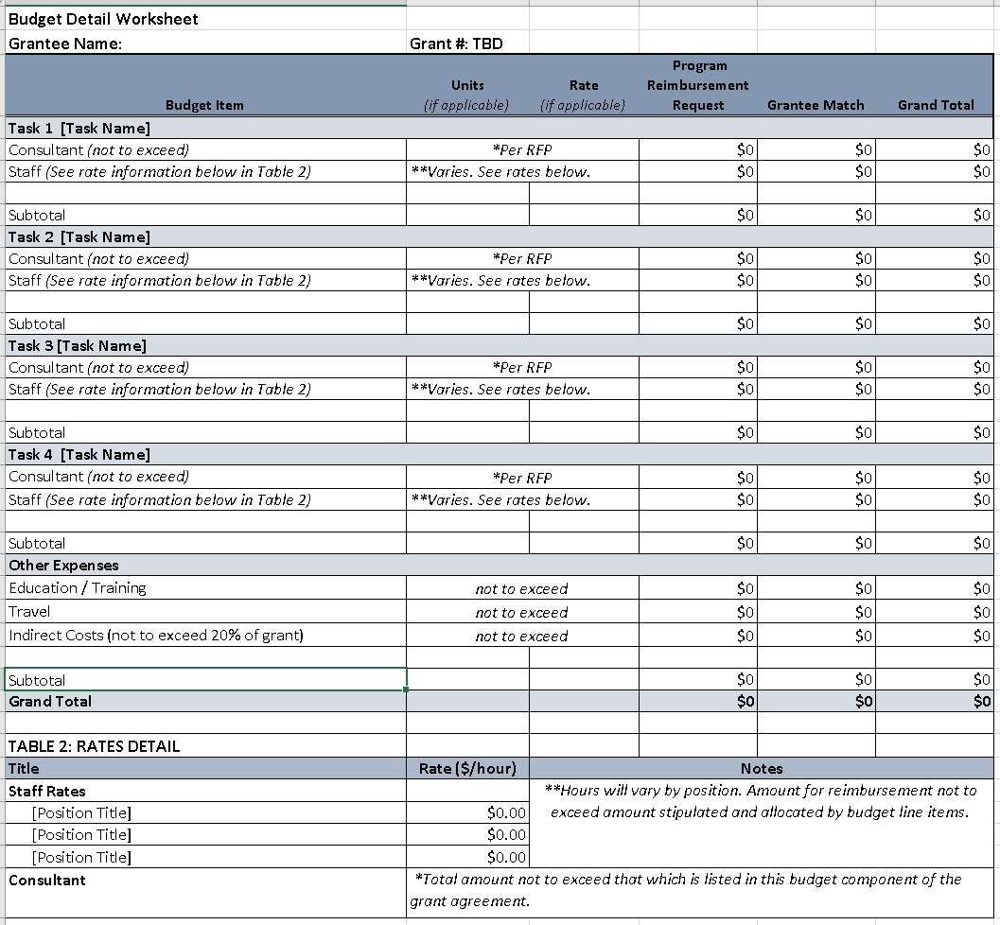 Budget Detail Worksheet
Grantee Name: Grant #: TBD
Budget Item Units (if applicable) Rate (if applicable) Program Reimbursement Request Grantee Match Grand Total
Task 1 [Task Name]
Consultant (not to exceed) *Per RFP $0 $0 $0
Staff (See rate information below in Table 2) **Varies. See rates below. $0 $0 $0
Subtotal $0 $0 $0
Task 2 [Task Name]
Consultant (not to exceed) *Per RFP $0 $0 $0
Staff (See rate information below in Table 2) **Varies. See rates below. $0 $0 $0
Subtotal $0 $0 $0
Task 3 [Task Name]
Consultant (not to exceed) *Per RFP $0 $0 $0
Staff (See rate information below in Table 2) **Varies. See rates below. $0 $0 $0
Subtotal $0 $0 $0
Task 4 [Task Name]
Consultant (not to exceed) *Per RFP $0 $0 $0
Staff (See rate information below in Table 2) **Varies. See rates below. $0 $0 $0
Subtotal $0 $0 $0
Other Expenses
Education / Training not to exceed $0 $0 $0
Travel not to exceed $0 $0 $0
Indirect Costs (not to exceed 20% of grant) not to exceed $0 $0 $0
Subtotal $0 $0 $0
Grand Total $0 $0 $0
TABLE 2: RATES DETAIL
Title Rate ($/hour) Notes
Staff Rates **Hours will vary by position. Amount for reimbursement not to
[Position Title] $0.00 exceed amount stipulated and allocated by budget line items.
[Position Title] $0.00
[Position Title] $0.00
Consultant *Total amount not to exceed that which is listed in this budget component of the
grant agreement.